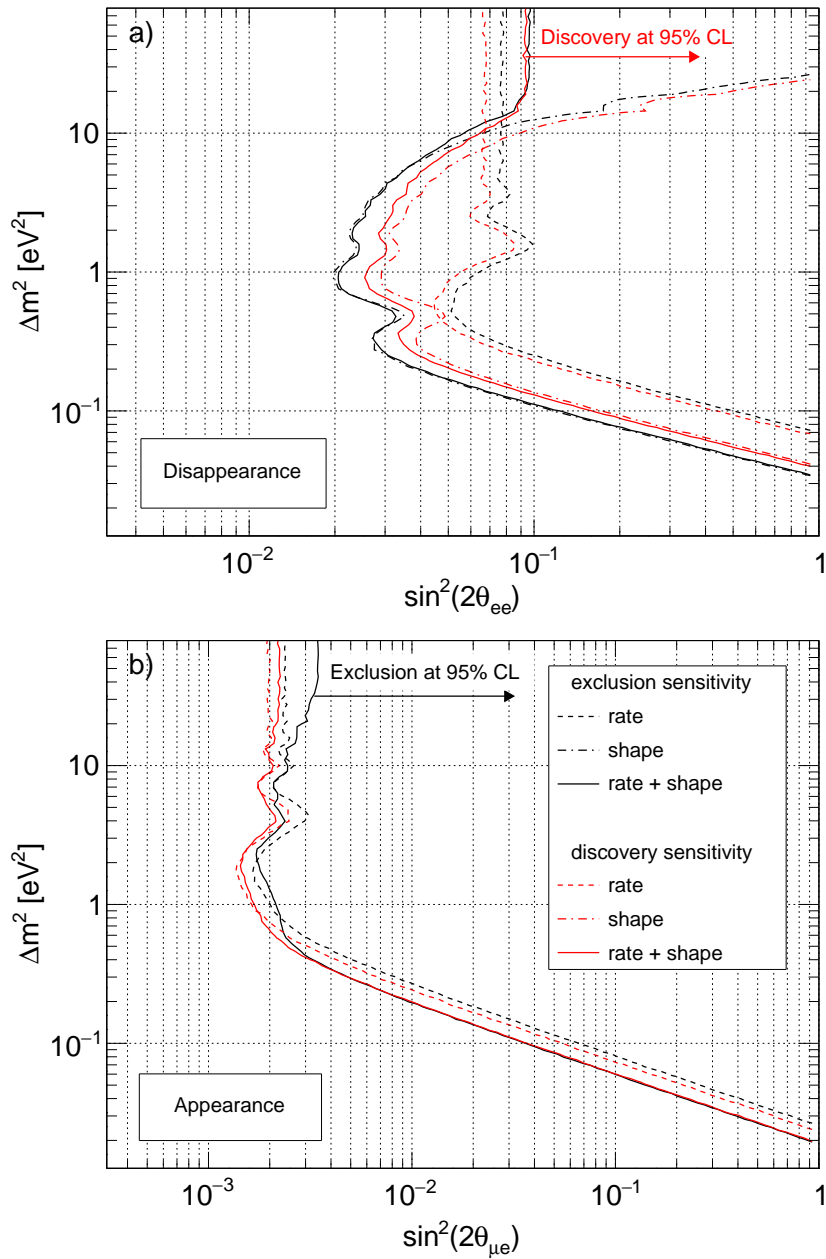 a)
Discovery at 95% CL
10
1
10⁻¹
Δm² [eV²]
Disappearance
10⁻² 10⁻¹ 1
sin²(2θee)
b)
Exclusion at 95% CL
exclusion sensitivity
rate
shape
rate + shape
discovery sensitivity
rate
shape
rate + shape
10
1
10⁻¹
Δm² [eV²]
Appearance
10⁻³ 10⁻² 10⁻¹ 1
sin²(2θμe)